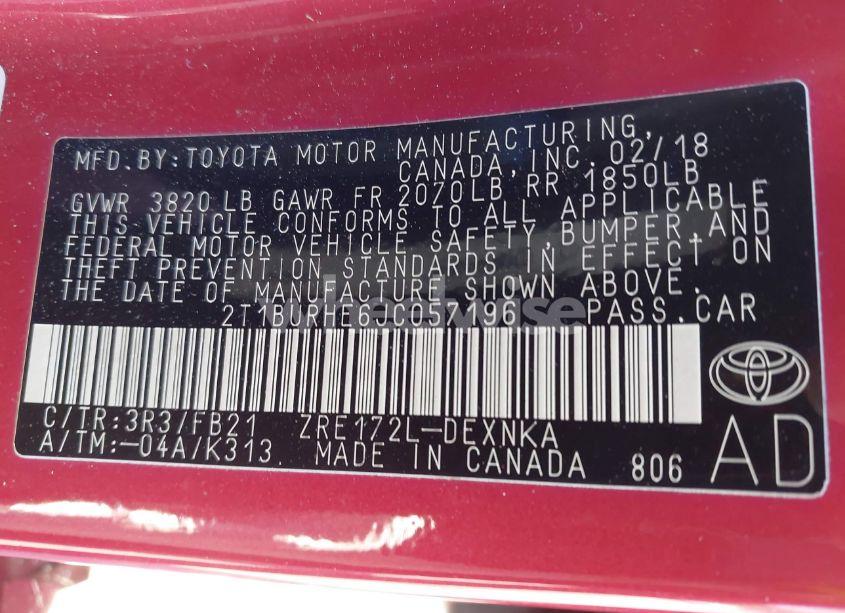 MFD.BY:TOYOTA MOTOR MANUFACTURING,
CANADA,INC. 02/18
GVWR 3820 LB GAWR FR 2070LB RR 1850LB
THIS VEHICLE CONFORMS TO ALL APPLICABLE
FEDERAL MOTOR VEHICLE SAFETY,BUMPER,AND
THEFT PREVENTION STANDARDS IN EFFECT ON
THE DATE OF MANUFACTURE SHOWN ABOVE.
PASS.CAR
C/TR:3R3/FB21 ZRE172L-DEXNKA
A/TM:-04A/K313 MADE IN CANADA 806
AD